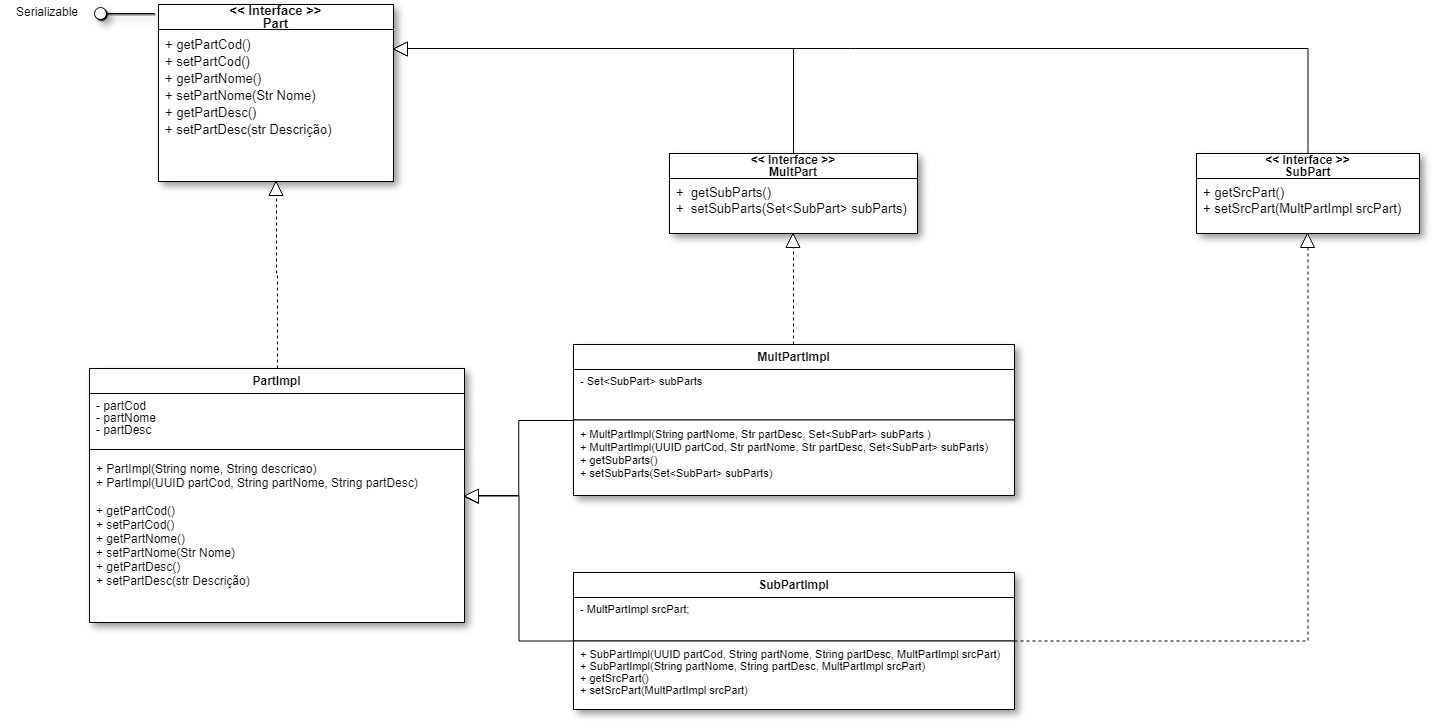 Serializable
<< Interface >>
Part
+ getPartCod()
+ setPartCod()
+ getPartNome()
+ setPartNome(Str Nome)
+ getPartDesc()
+ setPartDesc(str Descrição)
<< Interface >>
MultPart
+ getSubParts()
+ setSubParts(Set<SubPart> subParts)
<< Interface >>
SubPart
+ getSrcPart()
+ setSrcPart(MultPartImpl srcPart)
PartImpl
- partCod
- partNome
- partDesc
+ PartImpl(String nome, String descricao)
+ PartImpl(UUID partCod, String partNome, String partDesc)
+ getPartCod()
+ setPartCod()
+ getPartNome()
+ setPartNome(Str Nome)
+ getPartDesc()
+ setPartDesc(str Descrição)
MultPartImpl
- Set<SubPart> subParts
+ MultPartImpl(String partNome, Str partDesc, Set<SubPart> subParts )
+ MultPartImpl(UUID partCod, Str partNome, Str partDesc, Set<SubPart> subParts)
+ getSubParts()
+ setSubParts(Set<SubPart> subParts)
SubPartImpl
- MultPartImpl srcPart;
+ SubPartImpl(UUID partCod, String partNome, String partDesc, MultPartImpl srcPart)
+ SubPartImpl(String partNome, String partDesc, MultPartImpl srcPart)
+ getSrcPart()
+ setSrcPart(MultPartImpl srcPart)